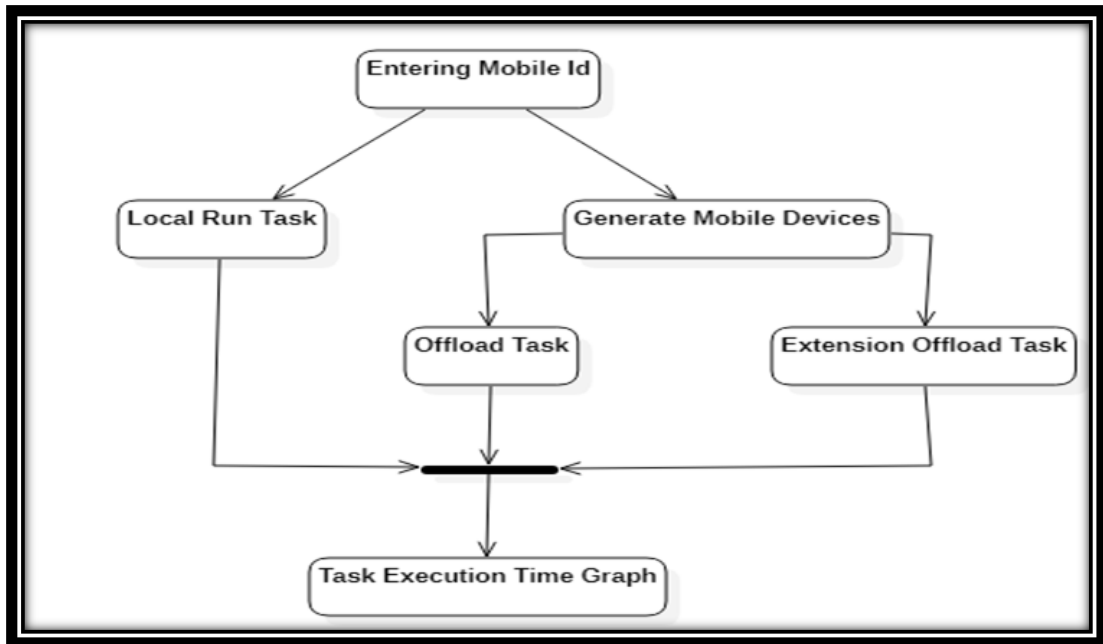 Entering Mobile Id
Local Run Task
Generate Mobile Devices
Offload Task
Extension Offload Task
Task Execution Time Graph